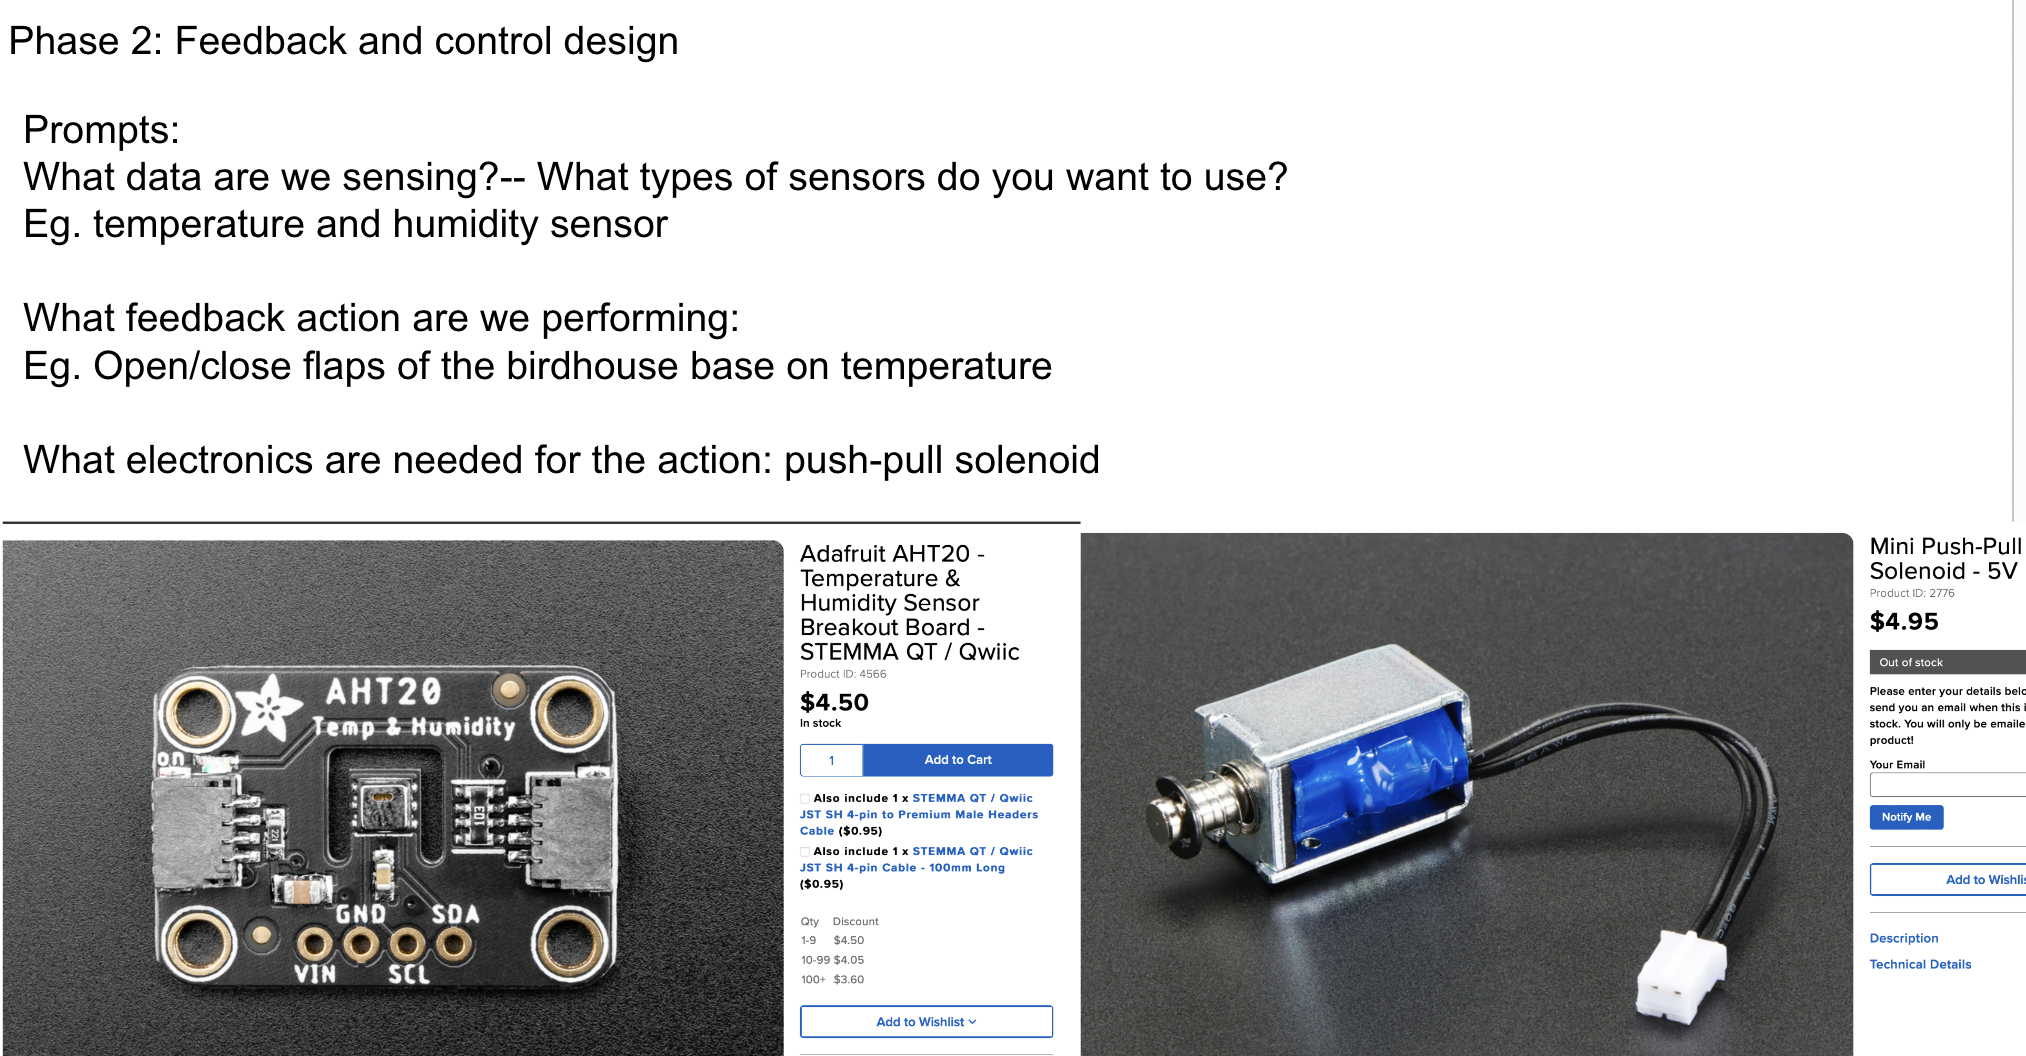 Phase 2: Feedback and control design
Prompts:
What data are we sensing?-- What types of sensors do you want to use?
Eg. temperature and humidity sensor
What feedback action are we performing:
Eg. Open/close flaps of the birdhouse base on temperature
What electronics are needed for the action: push-pull solenoid
AHT20
Temp & Humidity
on
221
103
GND
SDA
VIN
SCL
Adafruit AHT20 -
Temperature &
Humidity Sensor
Breakout Board -
STEMMA QT / Qwiic
Product ID: 4566
$4.50
In stock
1
Add to Cart
Also include 1 x STEMMA QT / Qwiic
JST SH 4-pin to Premium Male Headers
Cable ($0.95)
Also include 1 x STEMMA QT / Qwiic
JST SH 4-pin Cable - 100mm Long
($0.95)
Qty Discount
1-9 $4.50
10-99 $4.05
100+ $3.60
Add to Wishlist
Mini Push-Pull
Solenoid - 5V
Product ID: 2776
$4.95
Out of stock
Please enter your details belo
send you an email when this i
stock. You will only be emaile
product!
Your Email
Notify Me
Add to Wishlis
Description
Technical Details